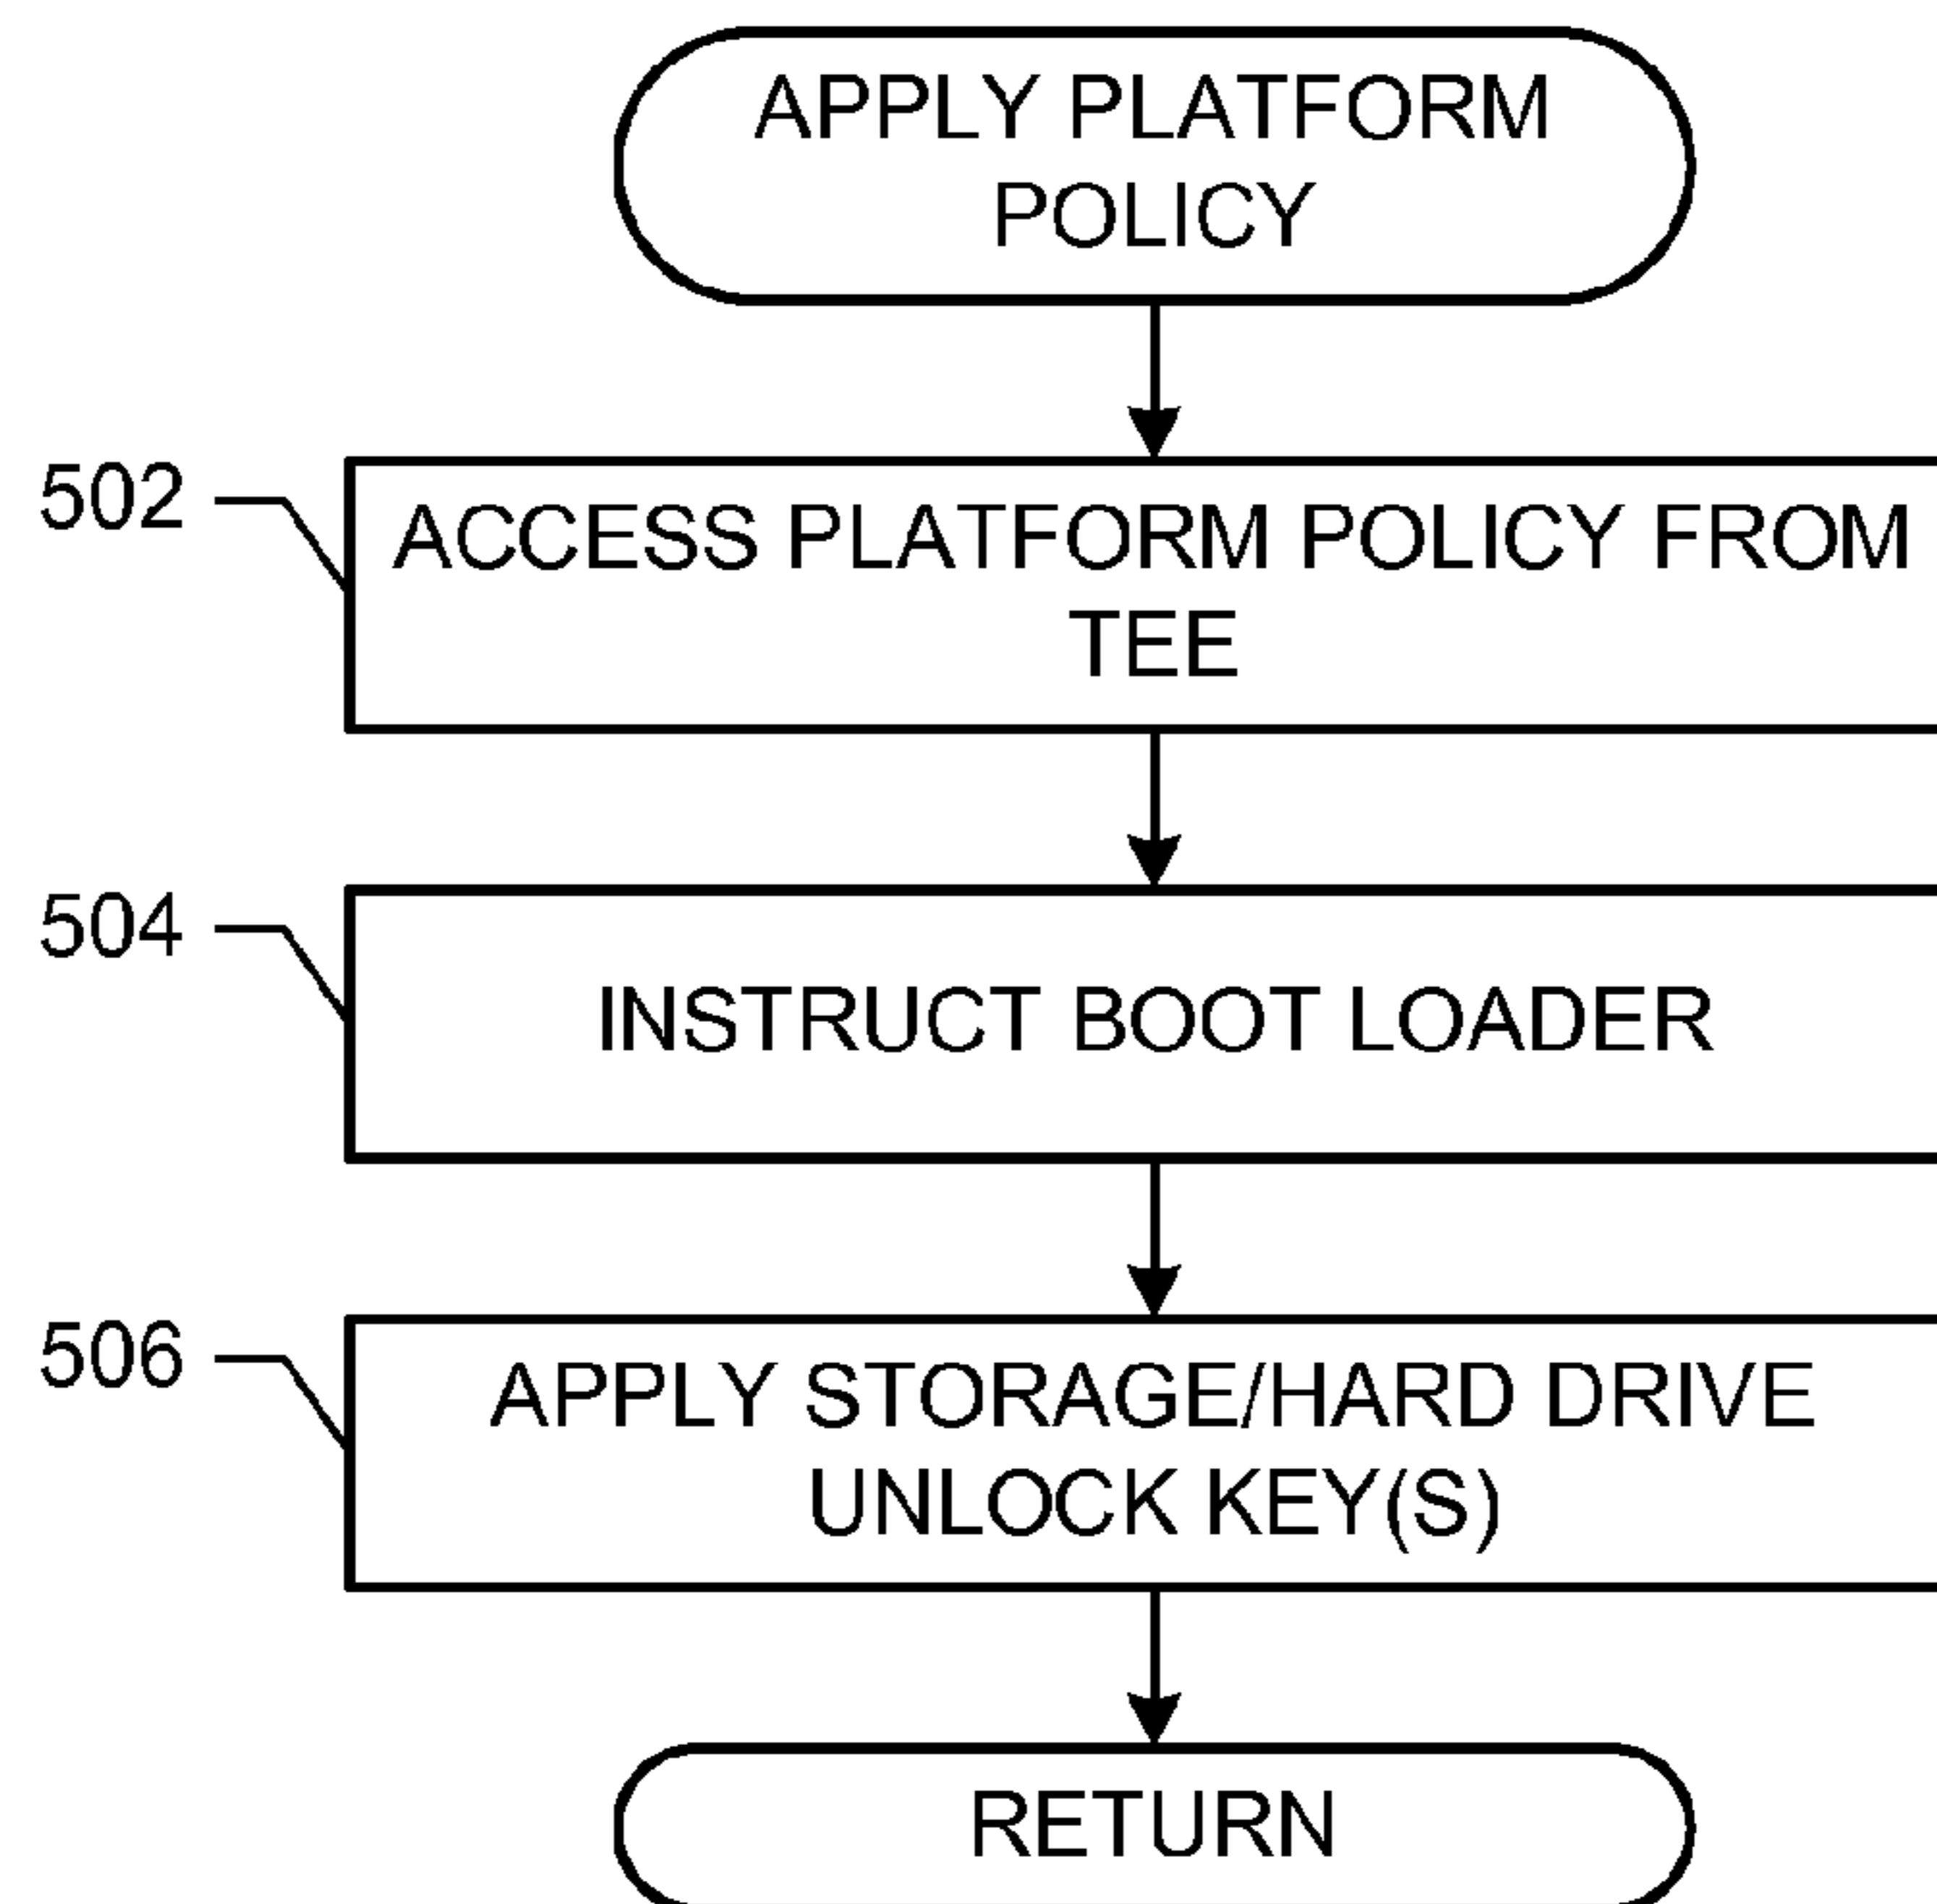 APPLY PLATFORM
POLICY
502
ACCESS PLATFORM POLICY FROM
TEE
504
INSTRUCT BOOT LOADER
506
APPLY STORAGE/HARD DRIVE
UNLOCK KEY(S)
RETURN